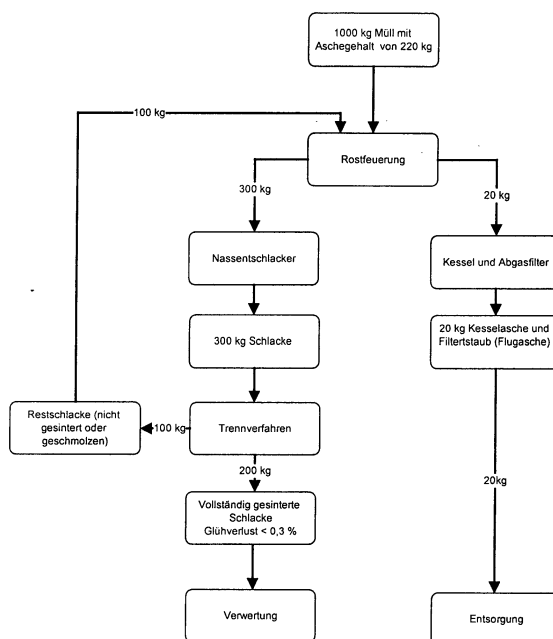 1000 kg Müll mit
Aschegehalt von 220 kg
100 kg
Rostfeuerung
300 kg
20 kg
Nassentschlacker
Kessel und Abgasfilter
300 kg Schlacke
20 kg Kesselasche und
Filtertstaub (Flugasche)
Restschlacke (nicht
gesintert oder
geschmolzen)
100 kg
Trennverfahren
200 kg
20kg
Vollständig gesinterte
Schlacke
Glühverlust < 0,3 %
Verwertung
Entsorgung